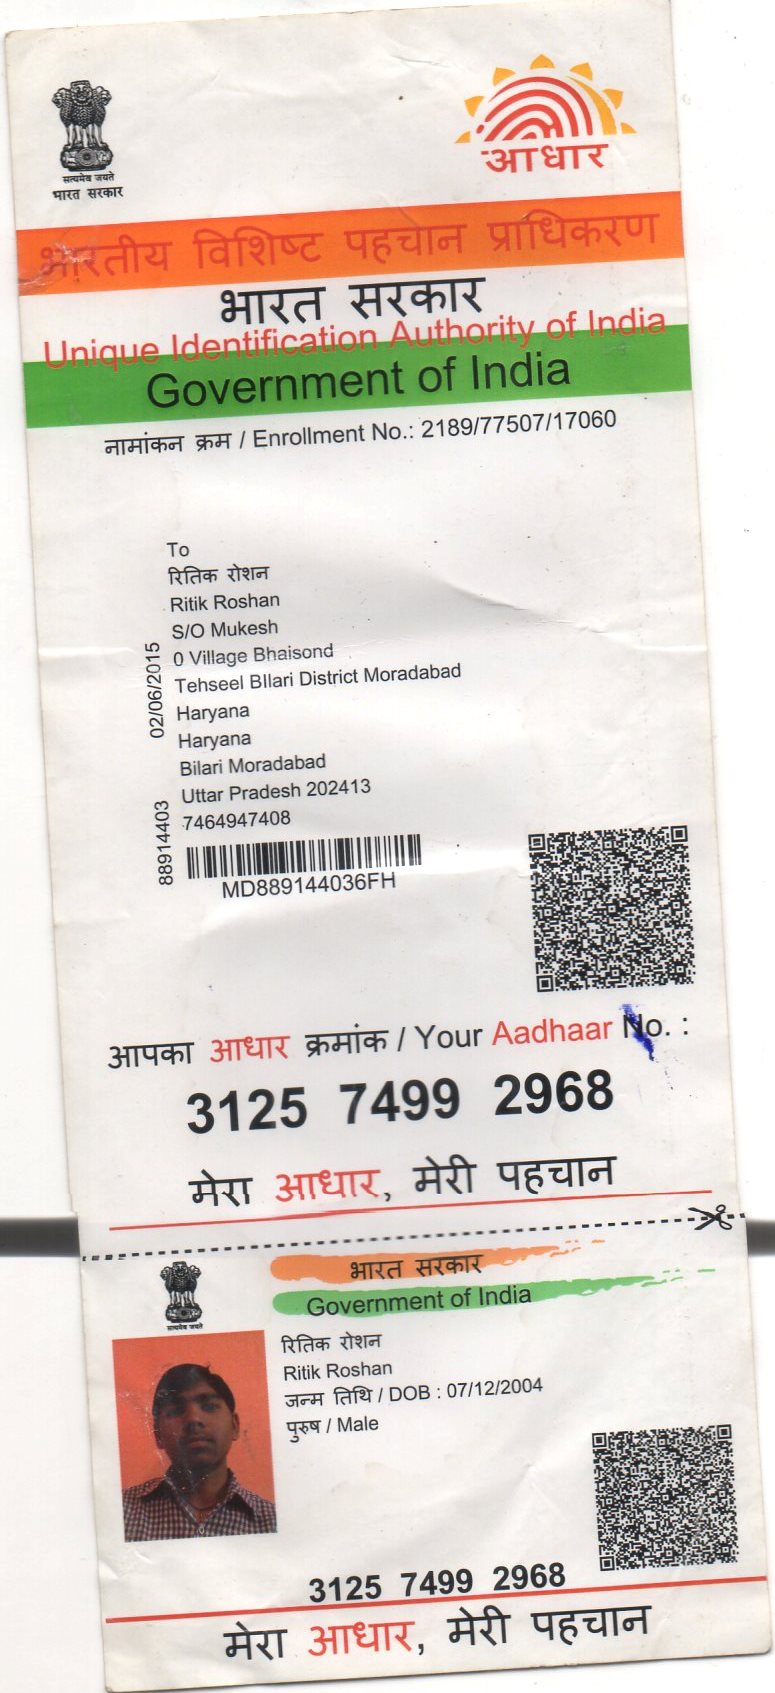 सत्यमेव जयते
भारत सरकार
आधार
भारतीय विशिष्ट पहचान प्राधिकरण
भारत सरकार
Unique Identification Authority of India
Government of India
नामांकन क्रम / Enrollment No.: 2189/77507/17060
To
रितिक रोशन
Ritik Roshan
S/O Mukesh
0 Village Bhaisond
Tehseel BIlari District Moradabad
Haryana
Haryana
Bilari Moradabad
Uttar Pradesh 202413
7464947408
02/06/2015
88914403
MD889144036FH
आपका आधार क्रमांक / Your Aadhaar No. :
3125 7499 2968
मेरा आधार, मेरी पहचान
भारत सरकार
Government of India
सत्यमेव जयते
रितिक रोशन
Ritik Roshan
जन्म तिथि / DOB : 07/12/2004
पुरुष / Male
3125 7499 2968
मेरा आधार, मेरी पहचान